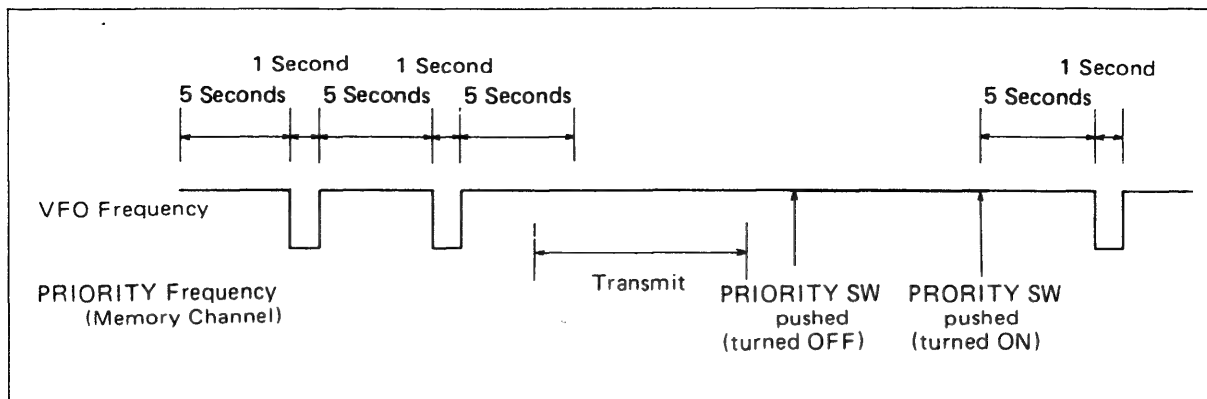 1 Second 1 Second 1 Second
5 Seconds 5 Seconds 5 Seconds 5 Seconds
VFO Frequency
PRIORITY Frequency
(Memory Channel)
Transmit
PRIORITY SW
pushed
(turned OFF)
PRORITY SW
pushed
(turned ON)